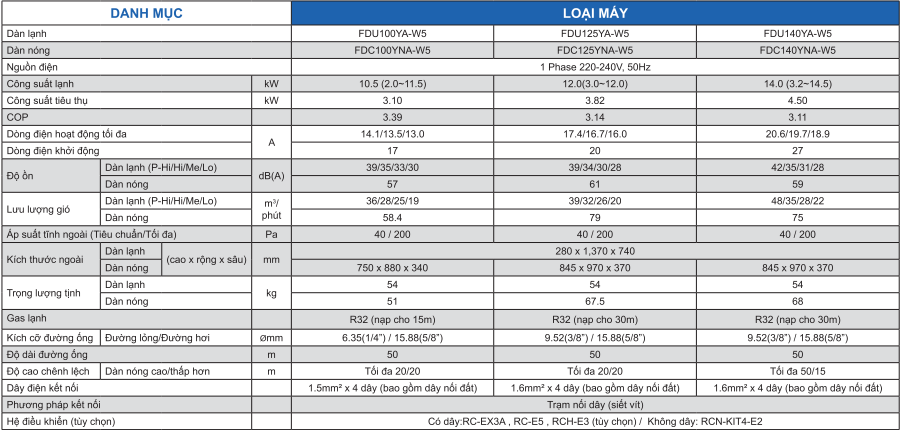 DANH MỤC LOẠI MÁY
Dàn lạnh FDU100YA-W5 FDU125YA-W5 FDU140YA-W5
Dàn nóng FDC100YNA-W5 FDC125YNA-W5 FDC140YNA-W5
Nguồn điện 1 Phase 220-240V, 50Hz
Công suất lạnh kW 10.5 (2.0~11.5) 12.0(3.0~12.0) 14.0 (3.2~14.5)
Công suất tiêu thụ kW 3.10 3.82 4.50
COP 3.39 3.14 3.11
Dòng điện hoạt động tối đa A 14.1/13.5/13.0 17.4/16.7/16.0 20.6/19.7/18.9
Dòng điện khởi động 17 20 27
Độ ồn Dàn lạnh (P-Hi/Hi/Me/Lo) dB(A) 39/35/33/30 39/34/30/28 42/35/31/28
Dàn nóng 57 61 59
Lưu lượng gió Dàn lạnh (P-Hi/Hi/Me/Lo) m³/phút 36/28/25/19 39/32/26/20 48/35/28/22
Dàn nóng 58.4 79 75
Áp suất tĩnh ngoài (Tiêu chuẩn/Tối đa) Pa 40 / 200 40 / 200 40 / 200
Kích thước ngoài Dàn lạnh (cao x rộng x sâu) mm 280 x 1,370 x 740
Dàn nóng 750 x 880 x 340 845 x 970 x 370 845 x 970 x 370
Trọng lượng tịnh Dàn lạnh kg 54 54 54
Dàn nóng 51 67.5 68
Gas lạnh R32 (nạp cho 15m) R32 (nạp cho 30m) R32 (nạp cho 30m)
Kích cỡ đường ống Đường lỏng/Đường hơi ømm 6.35(1/4") / 15.88(5/8") 9.52(3/8") / 15.88(5/8") 9.52(3/8") / 15.88(5/8")
Độ dài đường ống m 50 50 50
Độ cao chênh lệch Dàn nóng cao/thấp hơn m Tối đa 20/20 Tối đa 20/20 Tối đa 50/15
Dây điện kết nối 1.5mm² x 4 dây (bao gồm dây nối đất) 1.6mm² x 4 dây (bao gồm dây nối đất) 1.6mm² x 4 dây (bao gồm dây nối đất)
Phương pháp kết nối Trạm nối dây (siết vít)
Hệ điều khiển (tùy chọn) Có dây:RC-EX3A , RC-E5 , RCH-E3 (tùy chọn) / Không dây: RCN-KIT4-E2